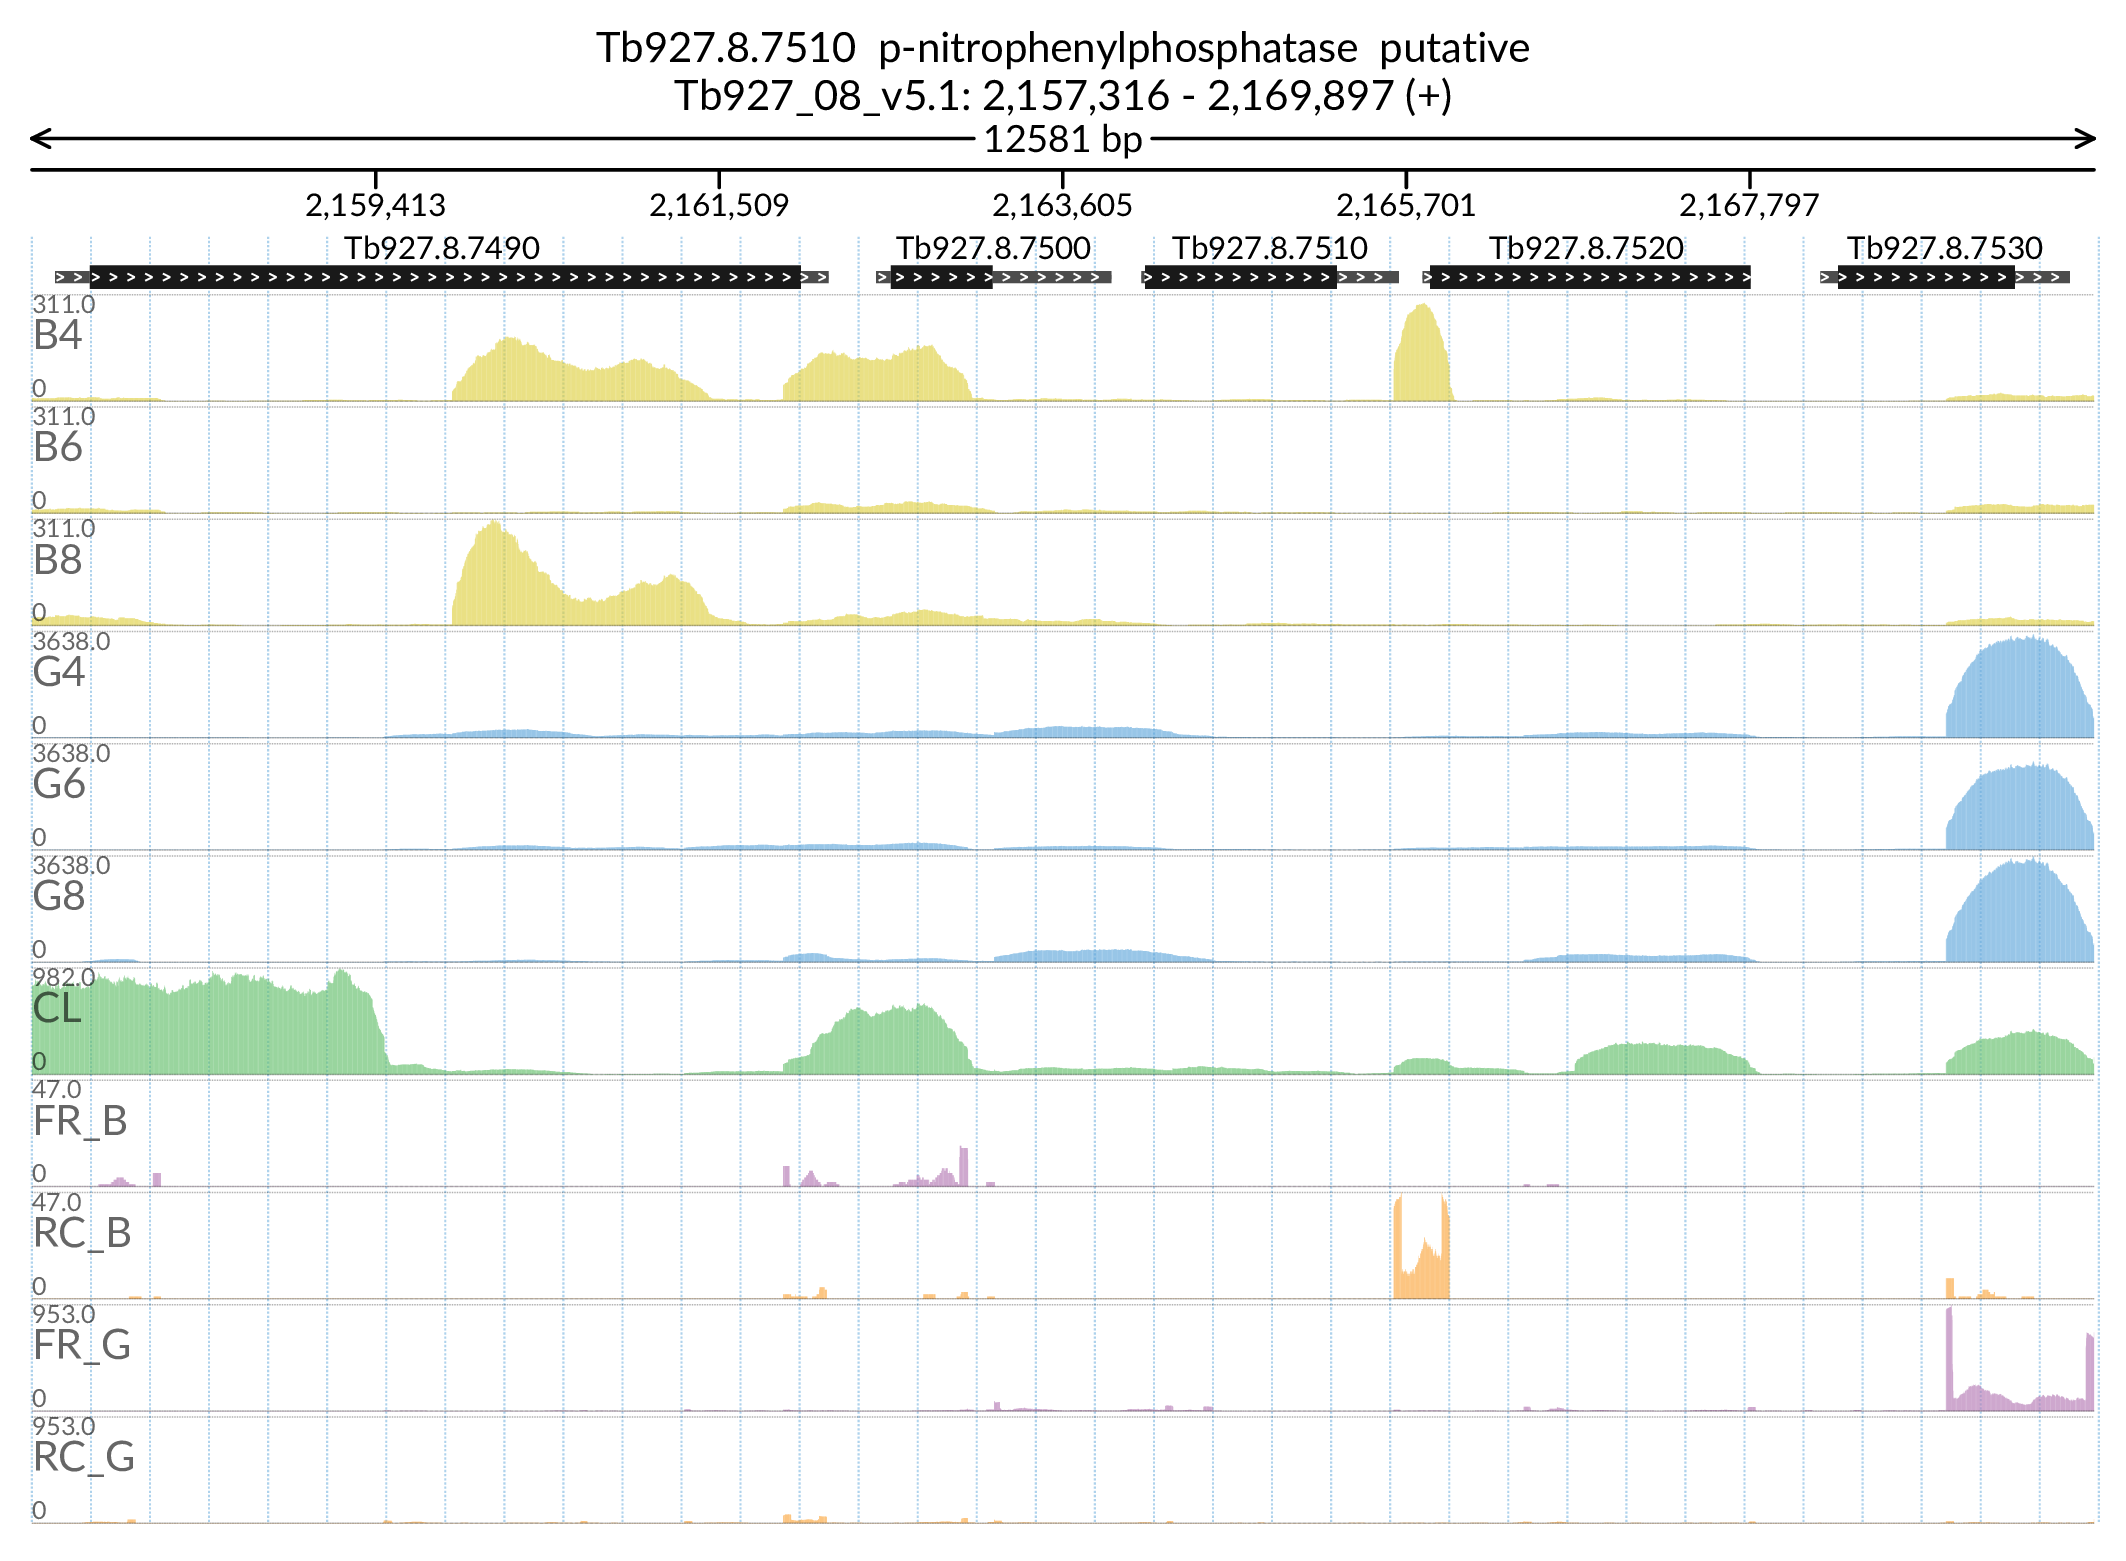 Tb927.8.7510 p-nitrophenylphosphatase putative
Tb927_08_v5.1: 2,157,316 - 2,169,897 (+)
12581 bp
2,159,413 2,161,509 2,163,605 2,165,701 2,167,797
Tb927.8.7490 Tb927.8.7500 Tb927.8.7510 Tb927.8.7520 Tb927.8.7530
311.0
B4
0
311.0
B6
0
311.0
B8
0
3638.0
G4
0
3638.0
G6
0
3638.0
G8
0
982.0
CL
0
47.0
FR_B
0
47.0
RC_B
0
953.0
FR_G
0
953.0
RC_G
0